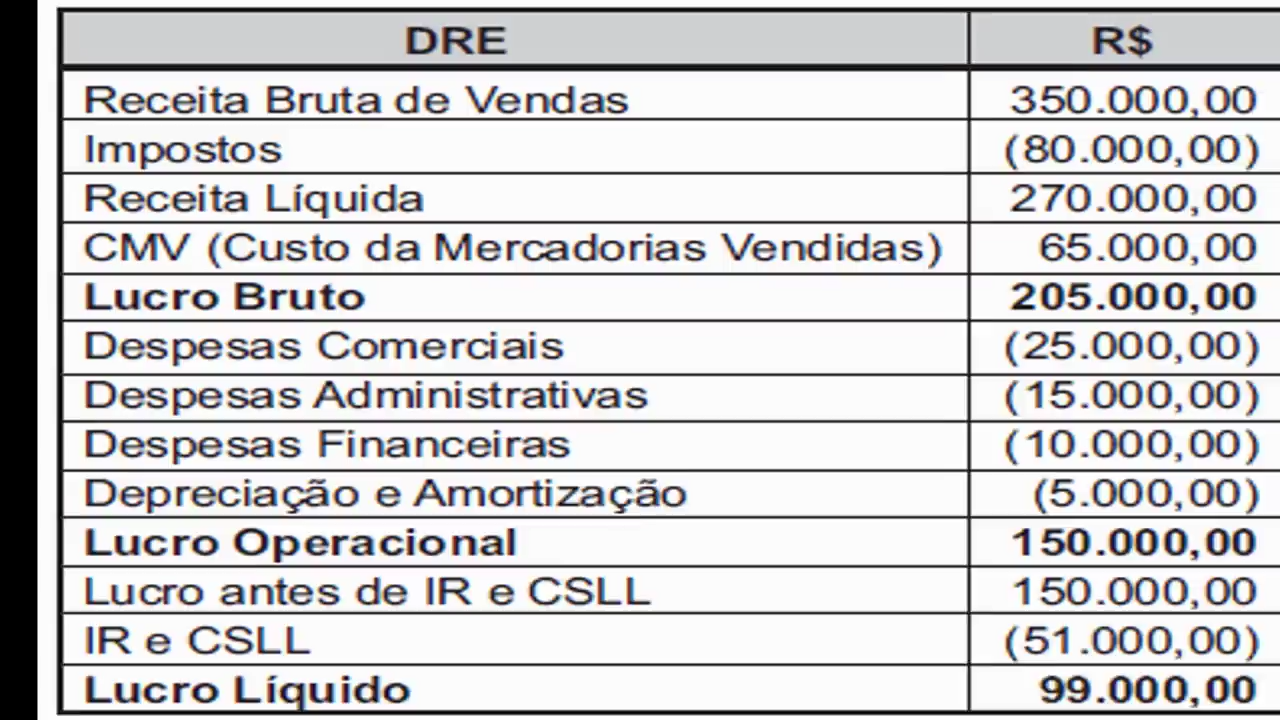 DRE R$
Receita Bruta de Vendas 350.000,00
Impostos (80.000,00)
Receita Líquida 270.000,00
CMV (Custo da Mercadorias Vendidas) 65.000,00
Lucro Bruto 205.000,00
Despesas Comerciais (25.000,00)
Despesas Administrativas (15.000,00)
Despesas Financeiras (10.000,00)
Depreciação e Amortização (5.000,00)
Lucro Operacional 150.000,00
Lucro antes de IR e CSLL 150.000,00
IR e CSLL (51.000,00)
Lucro Líquido 99.000,00